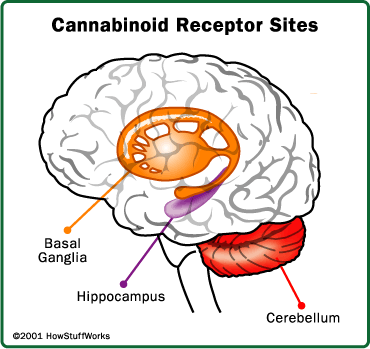 Cannabinoid Receptor Sites
Basal
Ganglia
Hippocampus
Cerebellum
©2001 HowStuffWorks